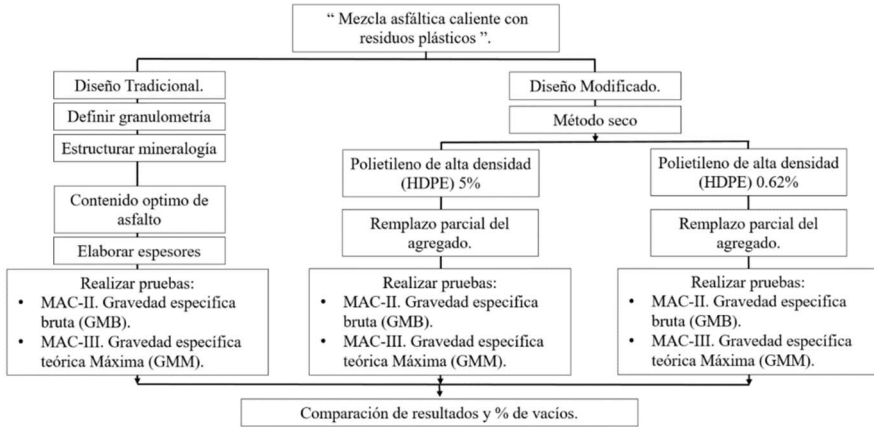 “ Mezcla asfáltica caliente con
residuos plásticos ”.
Diseño Tradicional.
Definir granulometría
Estructurar mineralogía
Contenido optimo de
asfalto
Elaborar espesores
Realizar pruebas:
• MAC-II. Gravedad especifica
bruta (GMB).
• MAC-III. Gravedad específica
teórica Máxima (GMM).
Diseño Modificado.
Método seco
Polietileno de alta densidad
(HDPE) 5%
Remplazo parcial del
agregado.
Realizar pruebas:
• MAC-II. Gravedad especifica
bruta (GMB).
• MAC-III. Gravedad específica
teórica Máxima (GMM).
Polietileno de alta densidad
(HDPE) 0.62%
Remplazo parcial del
agregado.
Realizar pruebas:
• MAC-II. Gravedad especifica
bruta (GMB).
• MAC-III. Gravedad específica
teórica Máxima (GMM).
Comparación de resultados y % de vacíos.